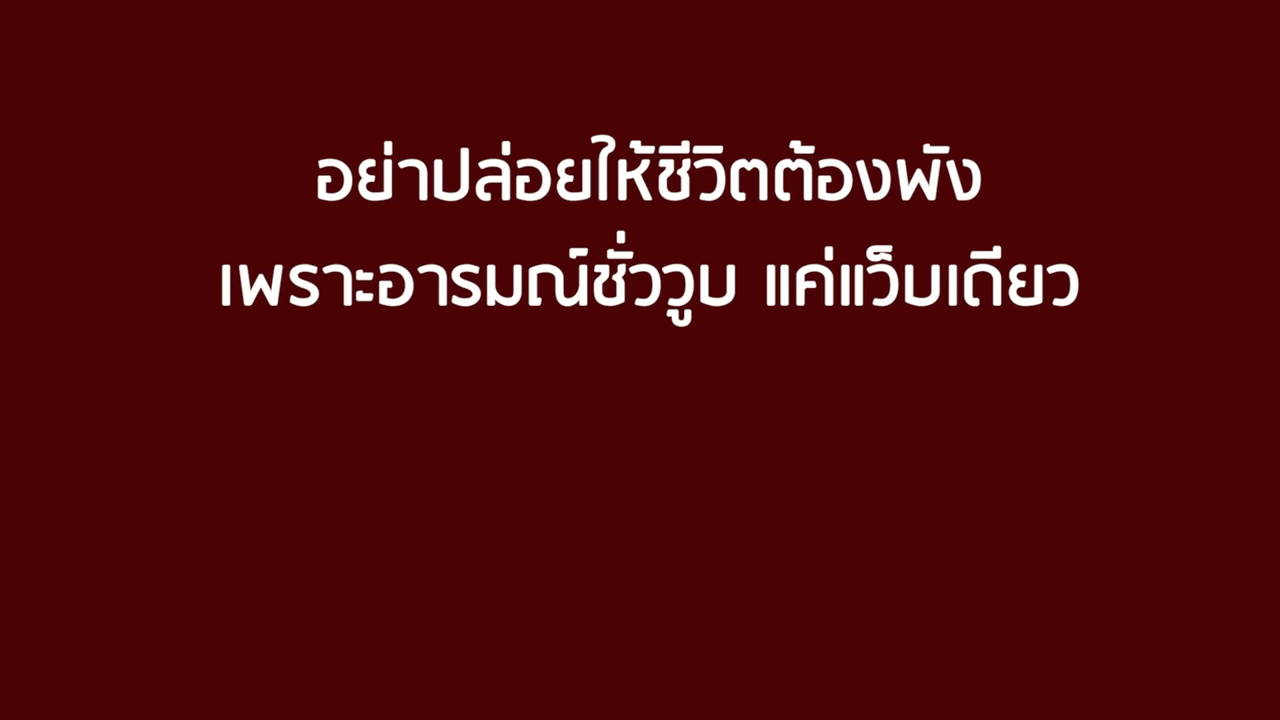 อย่าปล่อยให้ชีวิตต้องพัง
เพราะอารมณ์ชั่ววูบ แค่แว็บเดียว